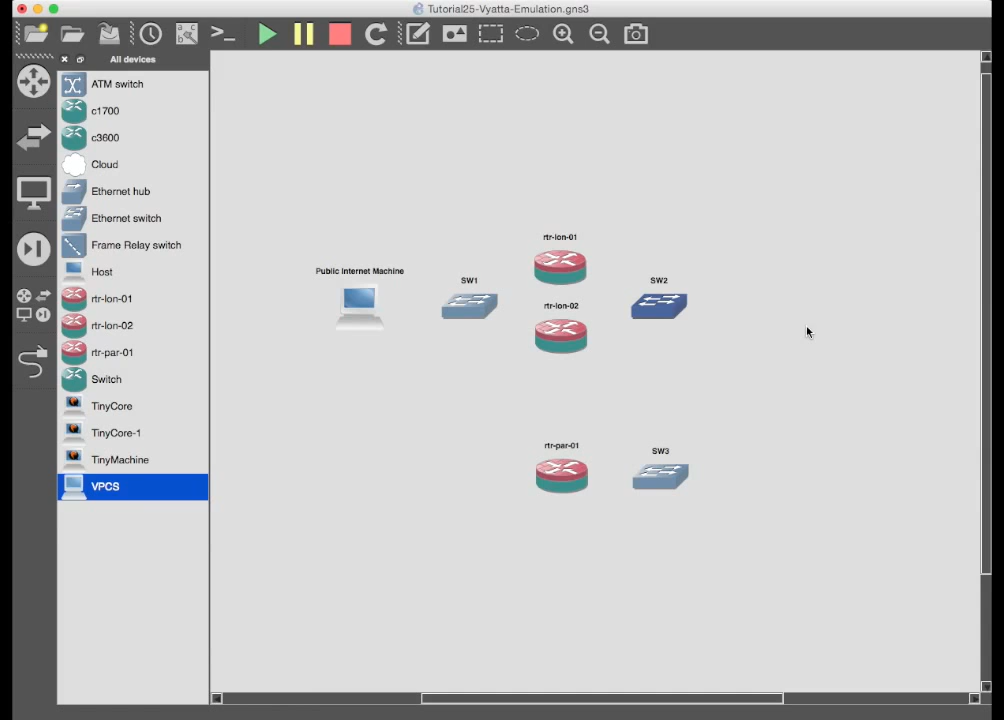 Tutorial25-Vyatta-Emulation.gns3
All devices
ATM switch
c1700
c3600
Cloud
Ethernet hub
Ethernet switch
Frame Relay switch
Host
rtr-lon-01
rtr-lon-02
rtr-par-01
Switch
TinyCore
TinyCore-1
TinyMachine
VPCS
rtr-lon-01
Public Internet Machine
SW1
SW2
rtr-lon-02
rtr-par-01
SW3